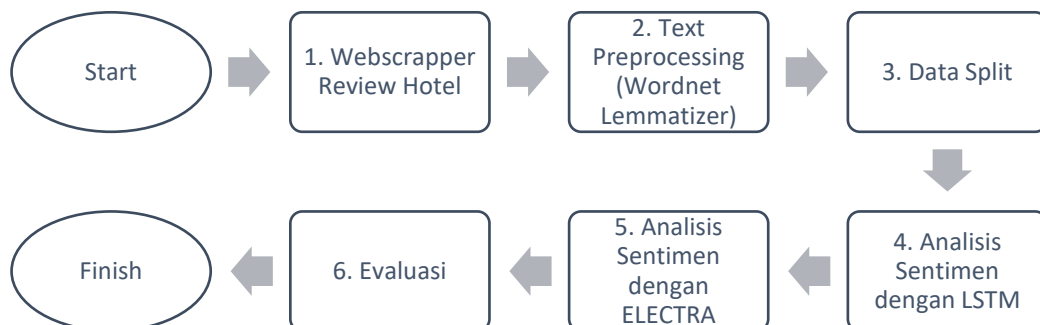 Start
1. Webscrapper
Review Hotel
2. Text
Preprocessing
(Wordnet
Lemmatizer)
3. Data Split
4. Analisis
Sentimen
dengan LSTM
5. Analisis
Sentimen
dengan
ELECTRA
6. Evaluasi
Finish